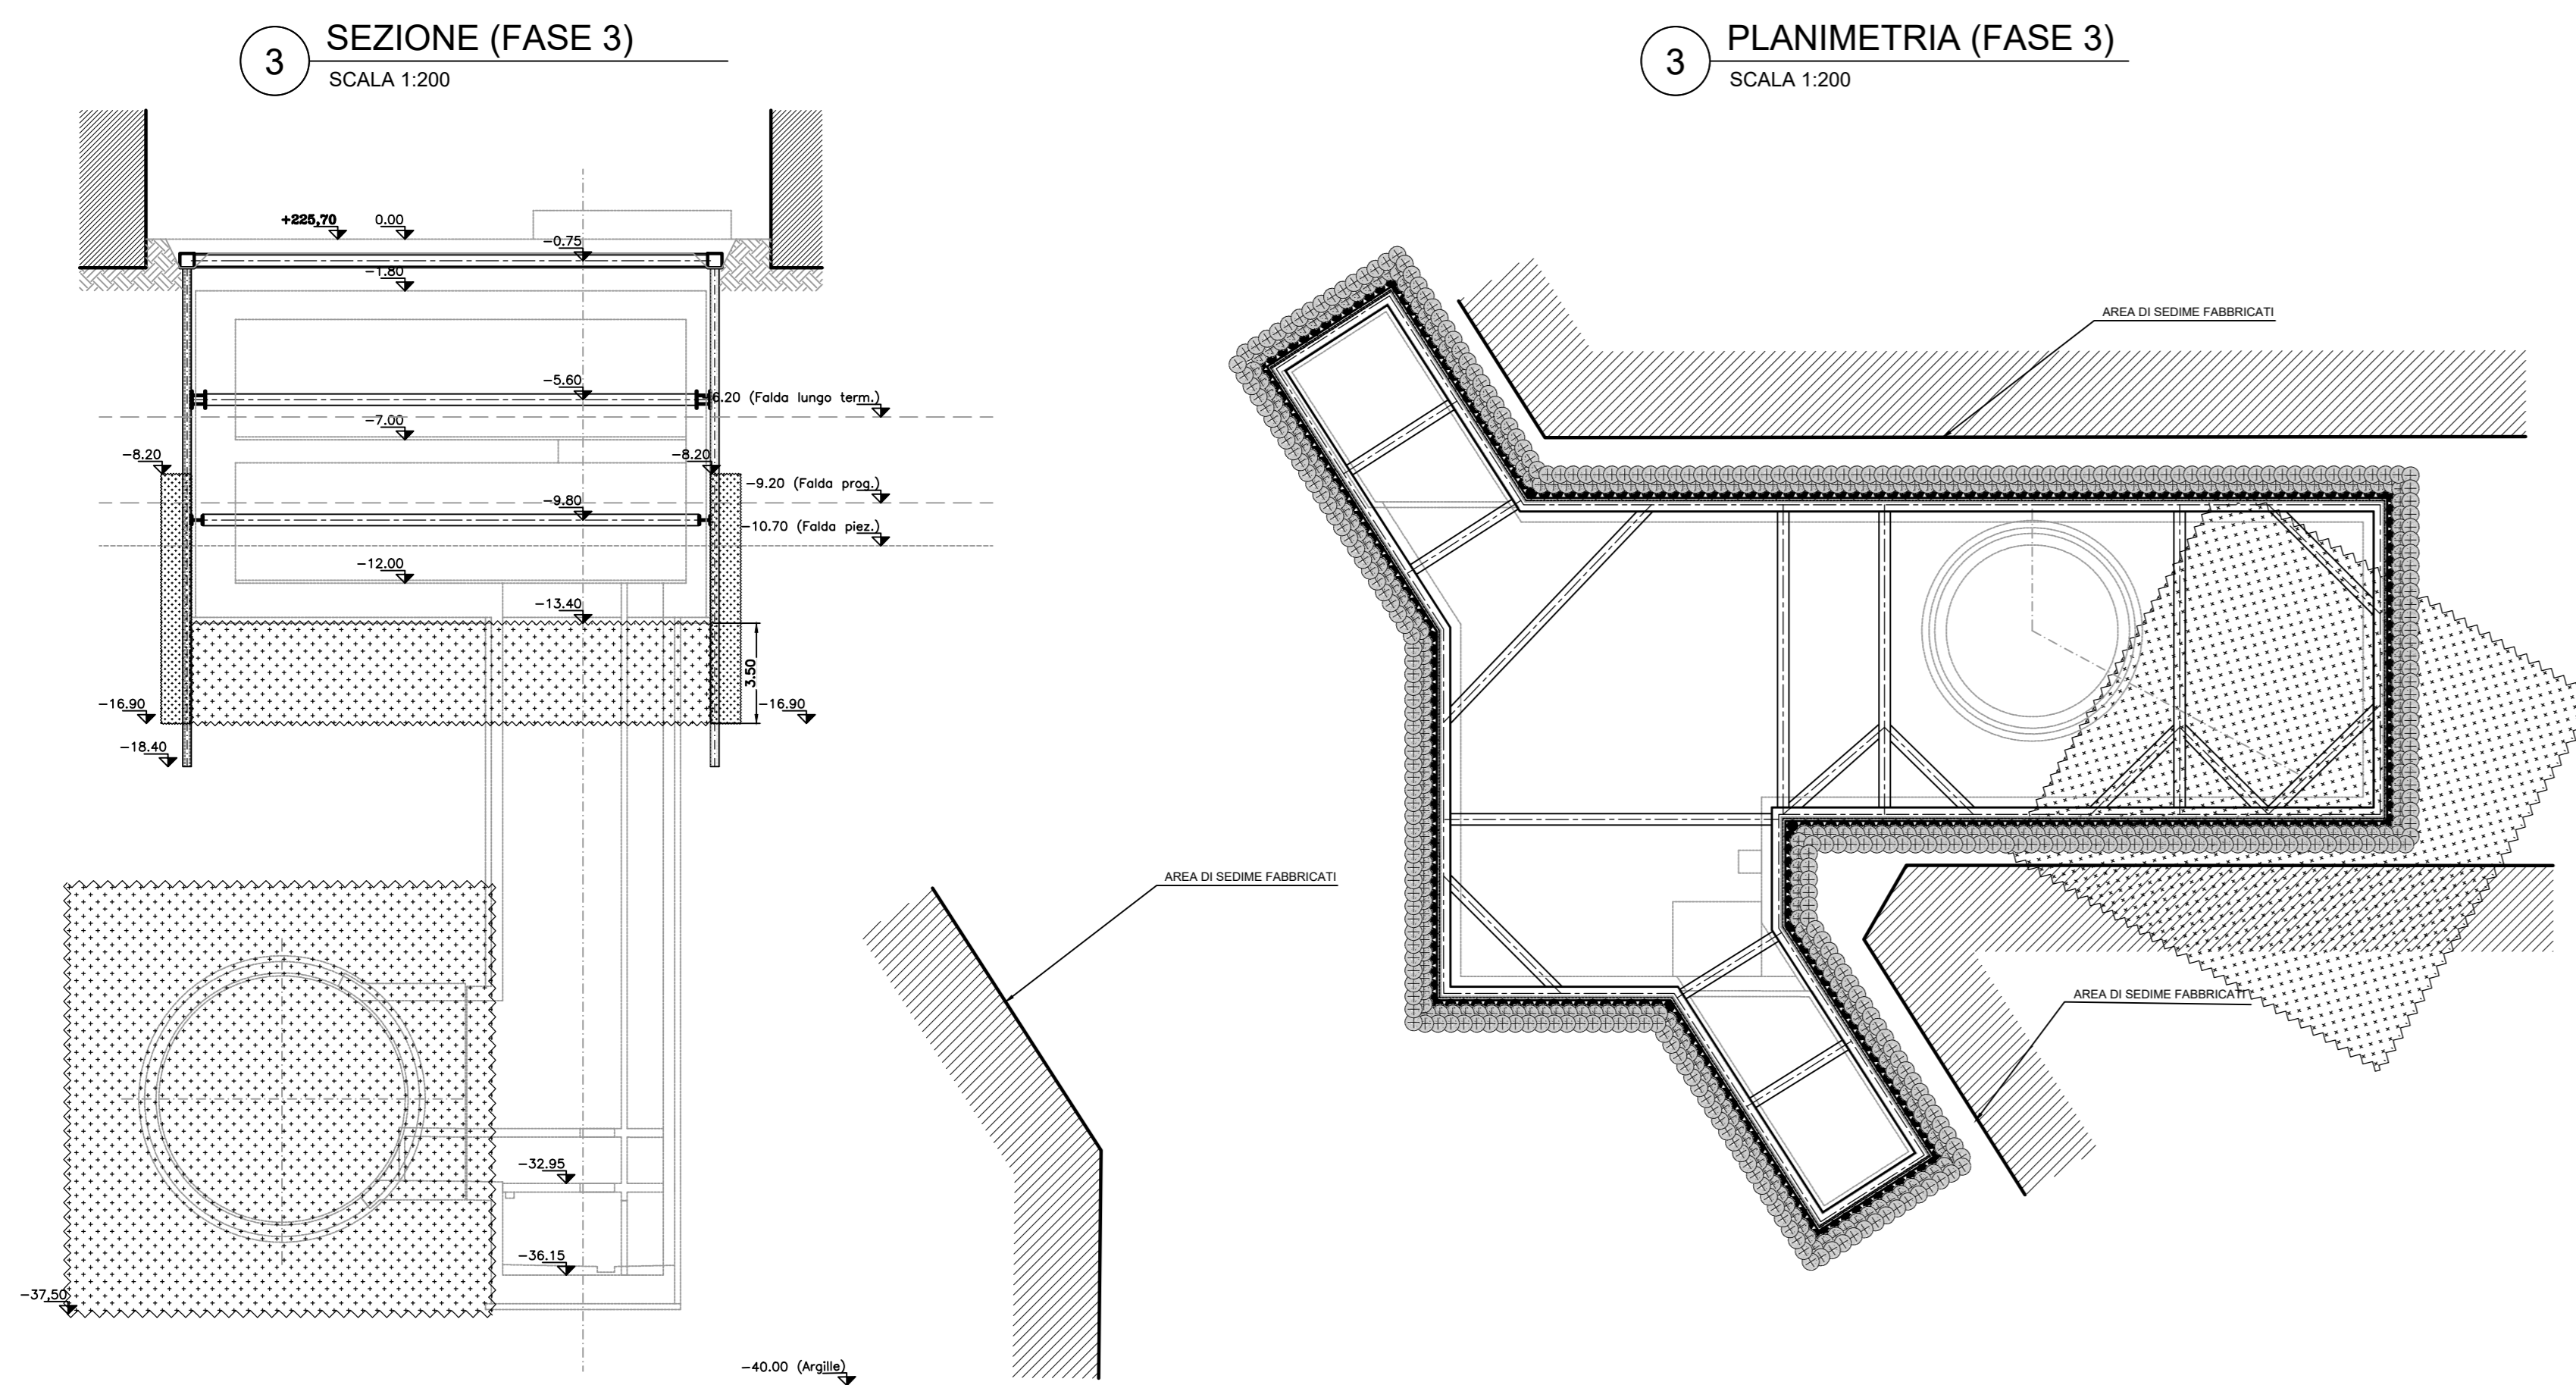 3
SEZIONE (FASE 3)
SCALA 1:200
3
PLANIMETRIA (FASE 3)
SCALA 1:200
+225,70
0.00
-0.75
-1.80
-5.60
6.20 (Falda lungo term.)
-7.00
-8.20
-8.20
-9.20 (Falda prog.)
-9.80
-10.70 (Falda piez.)
-12.00
-13.40
3.50
-16.90
-16.90
-18.40
-32.95
-36.15
-37,50
-40.00 (Argille)
AREA DI SEDIME FABBRICATI
AREA DI SEDIME FABBRICATI
AREA DI SEDIME FABBRICATI